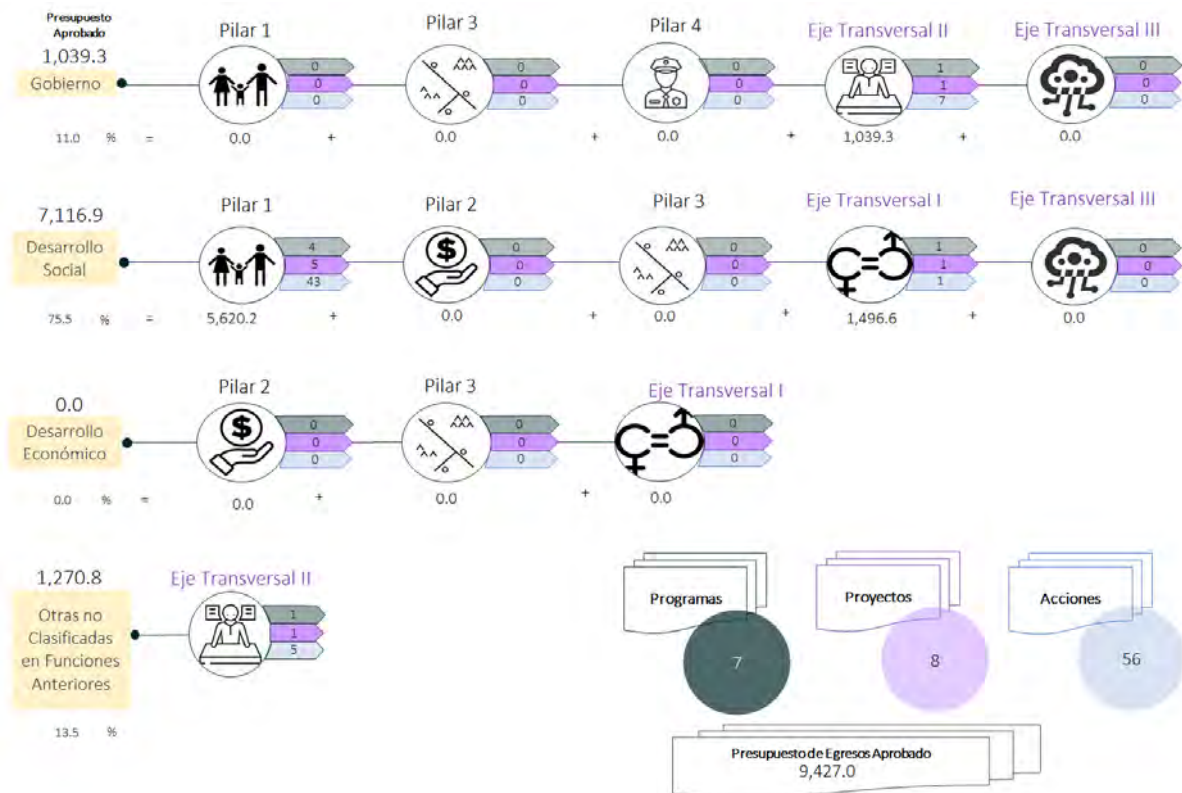 Presupuesto
Aprobado
1,039.3
Gobierno
11.0 % =
Pilar 1
0
0
0
0.0
+
Pilar 3
0
0
0
0.0
+
Pilar 4
0
0
0
0.0
+
Eje Transversal II
1
1
7
1,039.3
+
Eje Transversal III
0
0
0
0.0
7,116.9
Desarrollo
Social
75.5 % =
Pilar 1
4
5
43
5,620.2
+
Pilar 2
$
0
0
0
0.0
+
Pilar 3
0
0
0
0.0
+
Eje Transversal I
1
1
1
1,496.6
+
Eje Transversal III
0
0
0
0.0
0.0
Desarrollo
Económico
0.0 % =
Pilar 2
$
0
0
0
0.0
+
Pilar 3
0
0
0
0.0
+
Eje Transversal I
0
0
0
0.0
1,270.8
Otras no
Clasificadas
en Funciones
Anteriores
13.5 %
Eje Transversal II
1
1
5
Programas
7
Proyectos
8
Acciones
56
Presupuesto de Egresos Aprobado
9,427.0